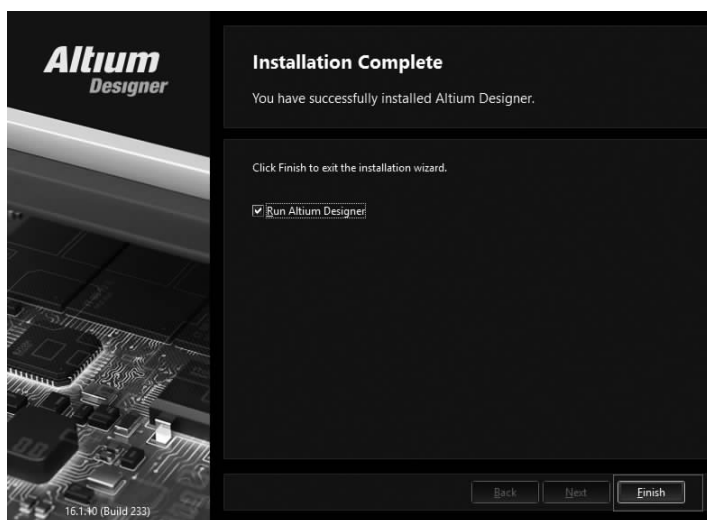 Altium
Designer
Installation Complete
You have successfully installed Altium Designer.
Click Finish to exit the installation wizard.
Run Altium Designer
Back
Next
Finish
16.1.10 (Build 233)